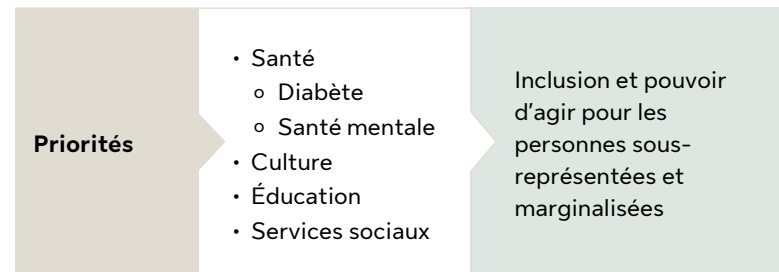 Priorités
• Santé
o Diabète
o Santé mentale
• Culture
• Éducation
• Services sociaux
Inclusion et pouvoir
d’agir pour les
personnes sous-
représentées et
marginalisées